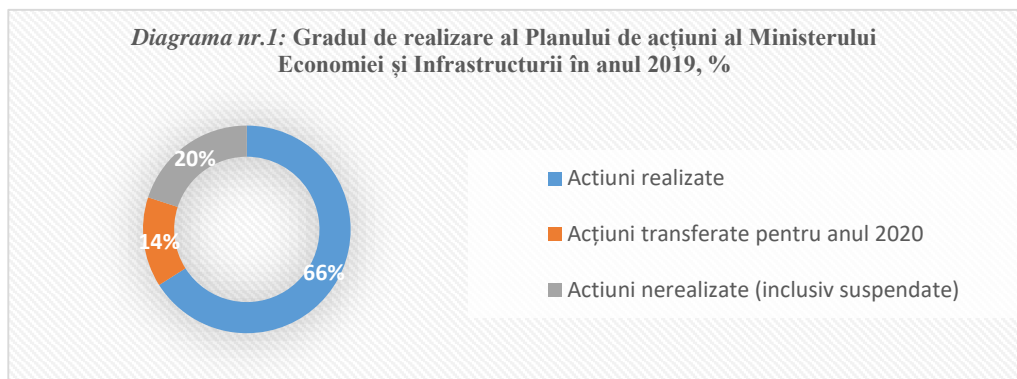 Diagrama nr.1: Gradul de realizare al Planului de acțiuni al Ministerului
Economiei și Infrastructurii în anul 2019, %
20%
14%
66%
Actiuni realizate
Acțiuni transferate pentru anul 2020
Actiuni nerealizate (inclusiv suspendate)